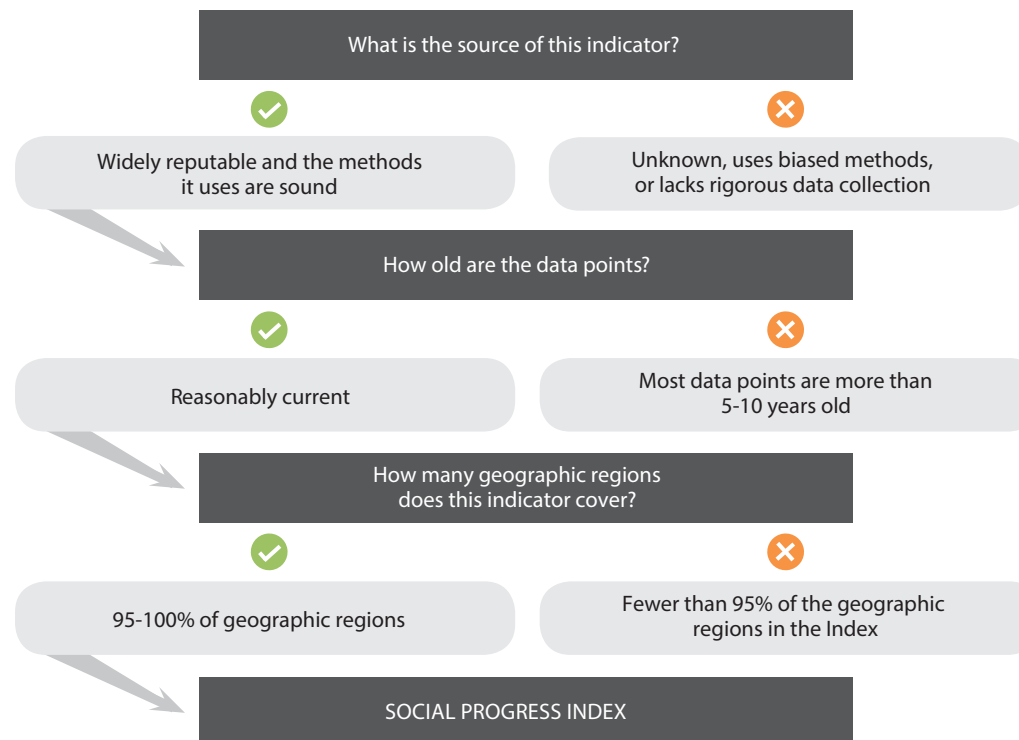 What is the source of this indicator?
Widely reputable and the methods
it uses are sound
Unknown, uses biased methods,
or lacks rigorous data collection
How old are the data points?
Reasonably current
Most data points are more than
5-10 years old
How many geographic regions
does this indicator cover?
95-100% of geographic regions
Fewer than 95% of the geographic
regions in the Index
SOCIAL PROGRESS INDEX